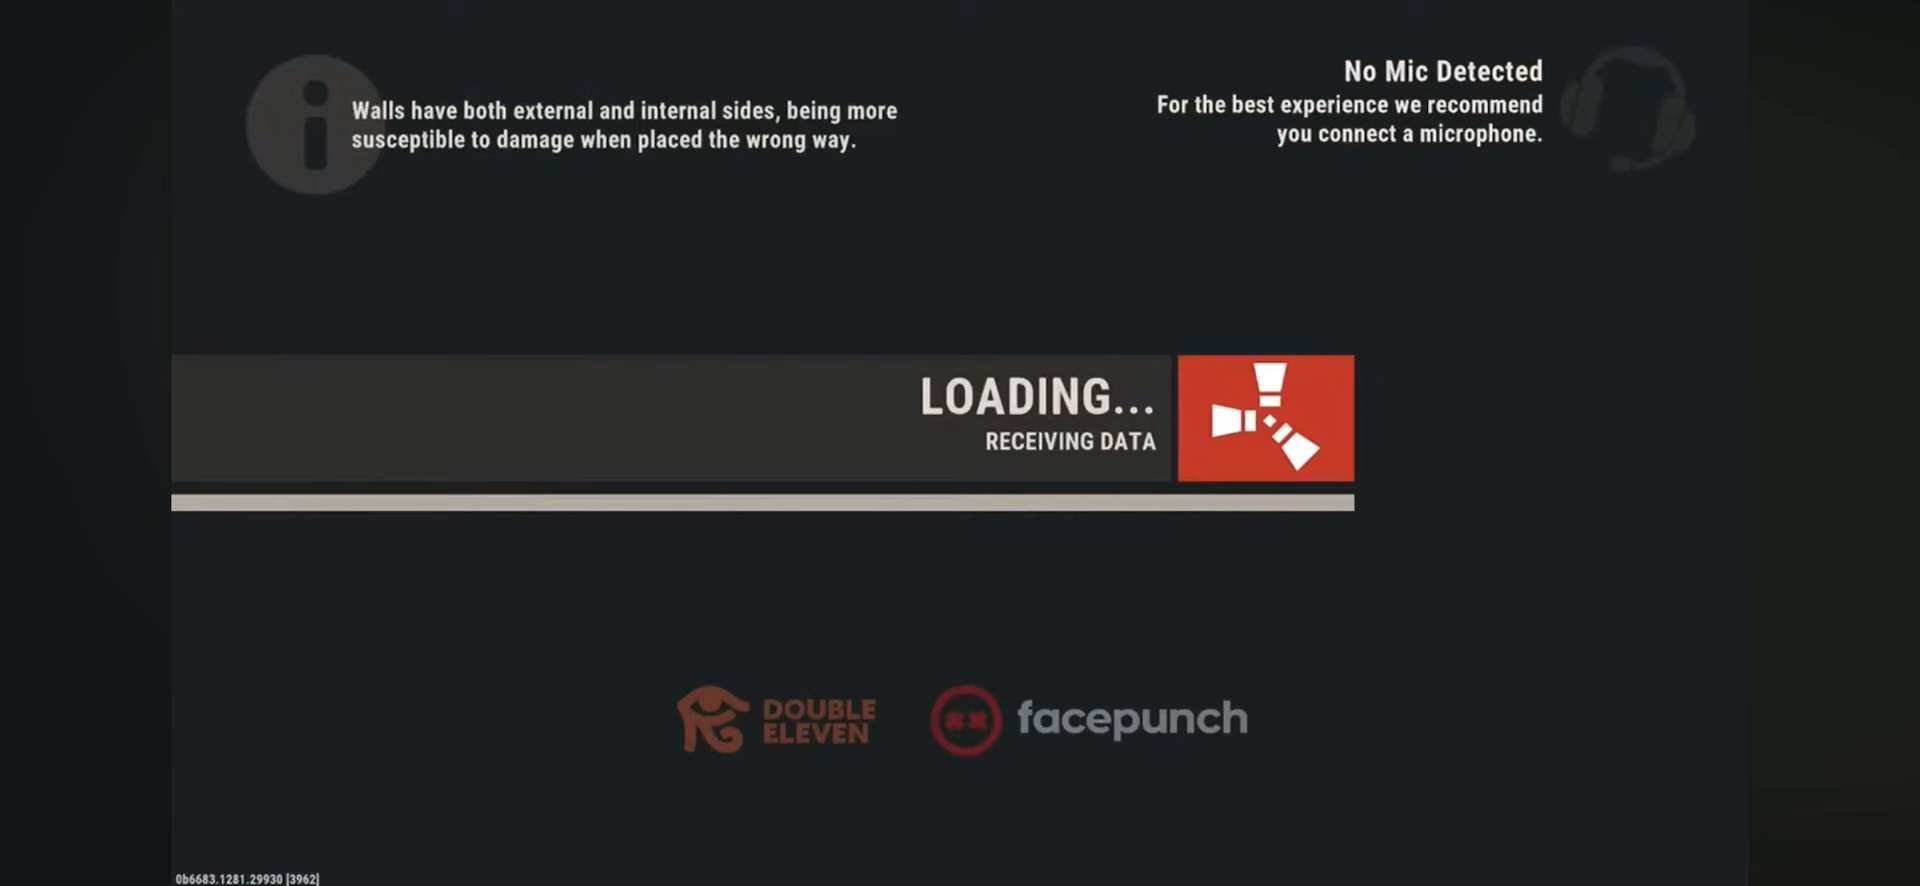 Walls have both external and internal sides, being more
susceptible to damage when placed the wrong way.
No Mic Detected
For the best experience we recommend
you connect a microphone.
LOADING...
RECEIVING DATA
DOUBLE
ELEVEN
facepunch
0b6683.1281.29930 |3962|